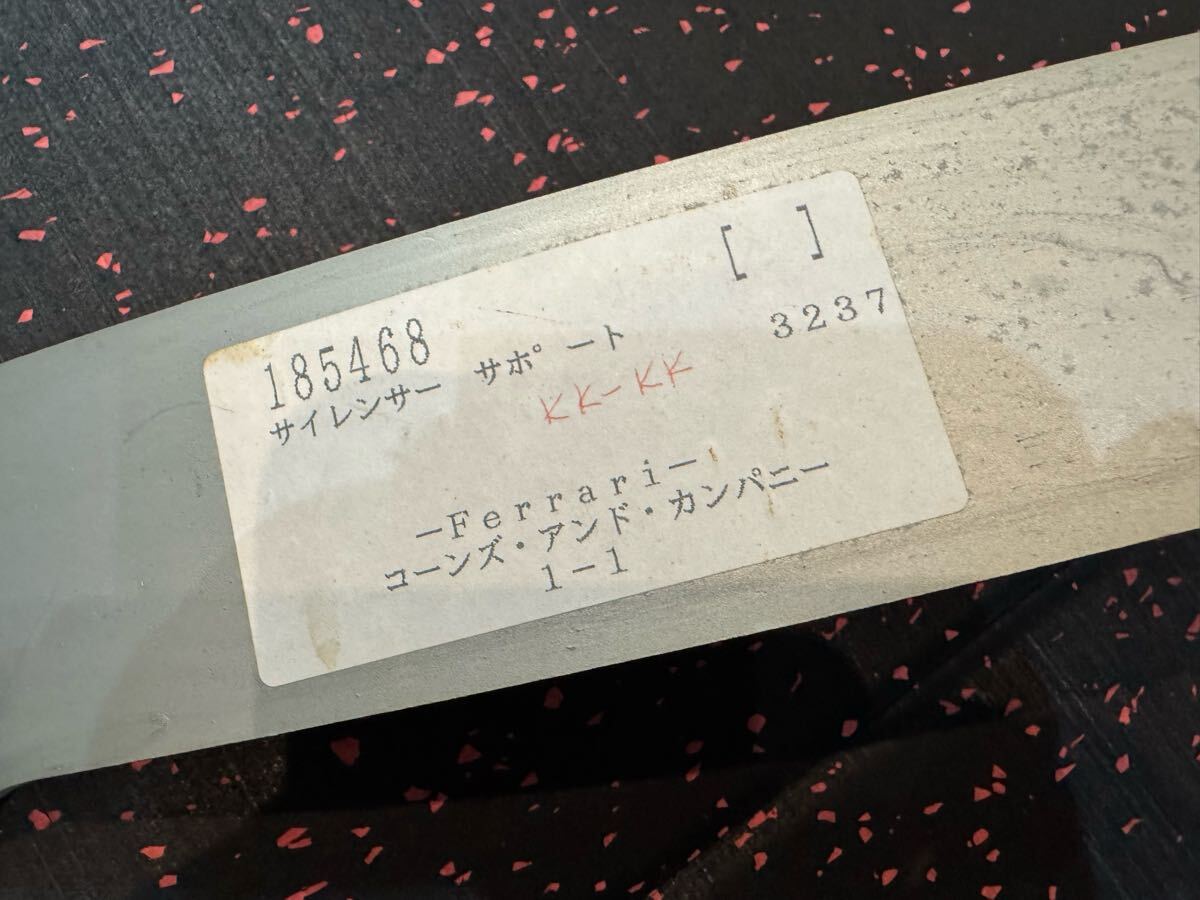 [ ]
185468
サイレンサー サポート 3237
KK-KK
-Ferrari-
コーンズ・アンド・カンパニー
1-1